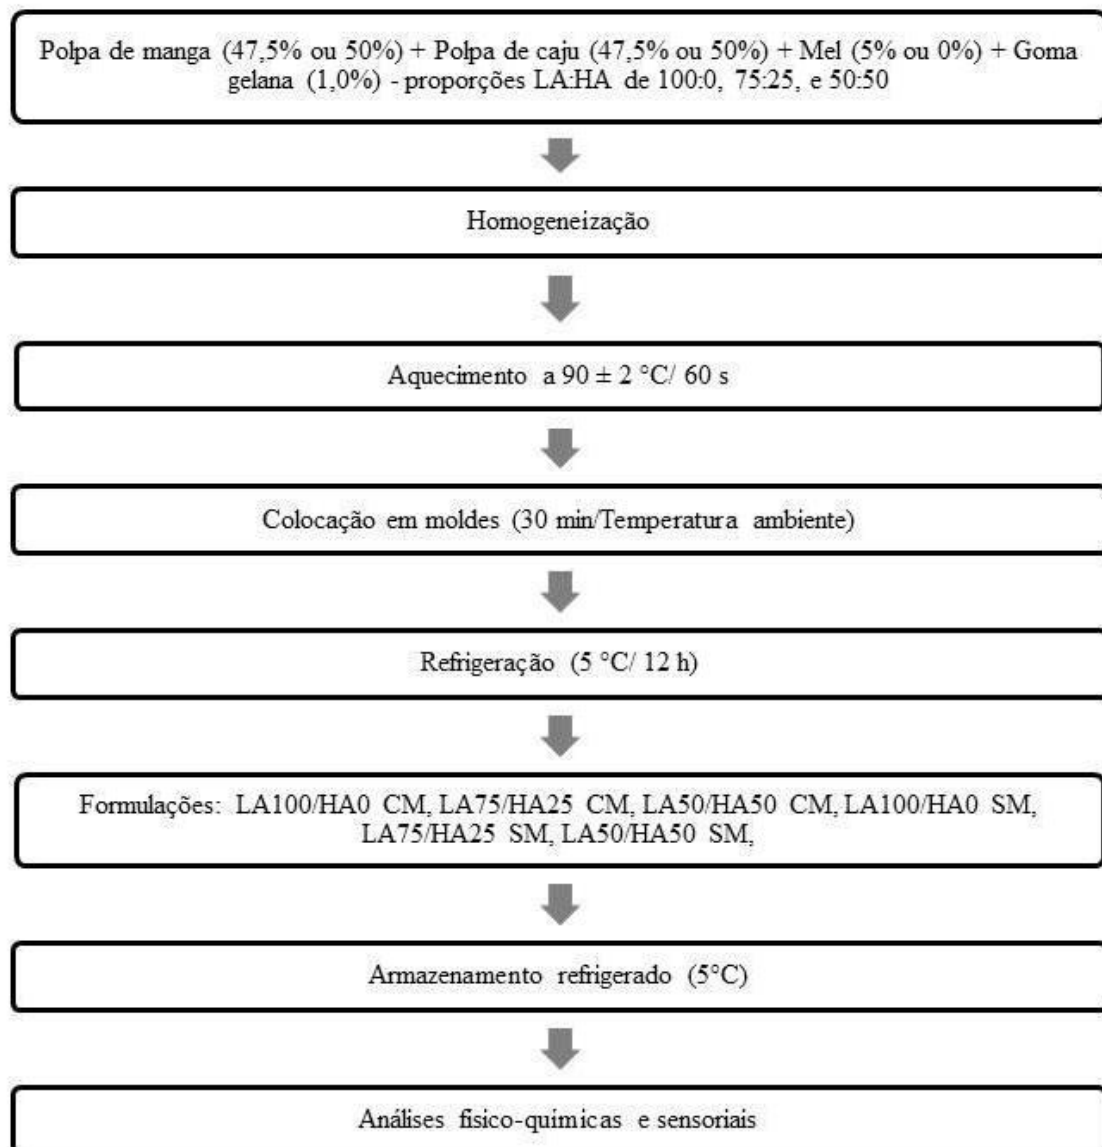 Polpa de manga (47,5% ou 50%) + Polpa de caju (47,5% ou 50%) + Mel (5% ou 0%) + Goma
gelana (1,0%) - proporções LA:HA de 100:0, 75:25, e 50:50
Homogeneização
Aquecimento a 90 ± 2 °C/ 60 s
Colocação em moldes (30 min/Temperatura ambiente)
Refrigeração (5 °C/ 12 h)
Formulações: LA100/HA0 CM, LA75/HA25 CM, LA50/HA50 CM, LA100/HA0 SM,
LA75/HA25 SM, LA50/HA50 SM,
Armazenamento refrigerado (5°C)
Análises físico-químicas e sensoriais